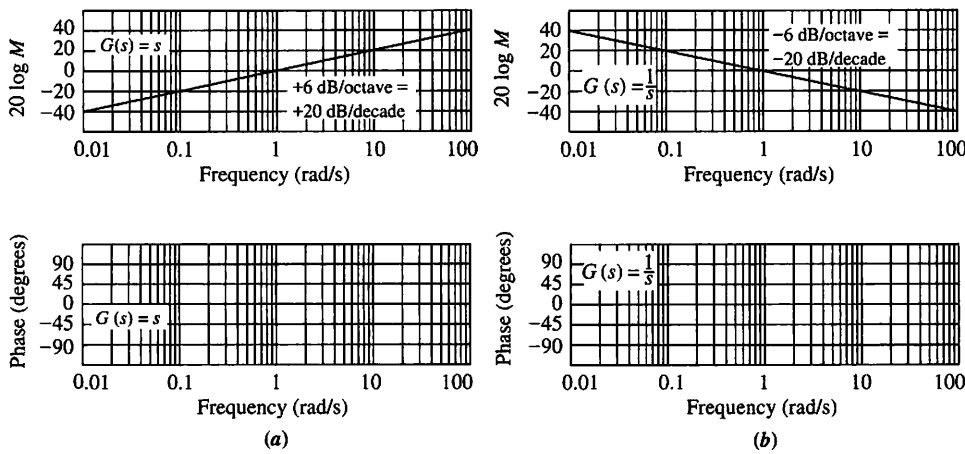 20 log M
40
20
0
−20
−40
G(s) = s
+6 dB/octave =
+20 dB/decade
0.01 0.1 1 10 100
Frequency (rad/s)
20 log M
40
20
0
−20
−40
−6 dB/octave =
−20 dB/decade
G (s) = 1/s
0.01 0.1 1 10 100
Frequency (rad/s)
Phase (degrees)
90
45
0
−45
−90
G (s) = s
0.01 0.1 1 10 100
Frequency (rad/s)
(a)
Phase (degrees)
90
45
0
−45
−90
G (s) = 1/s
0.01 0.1 1 10 100
Frequency (rad/s)
(b)